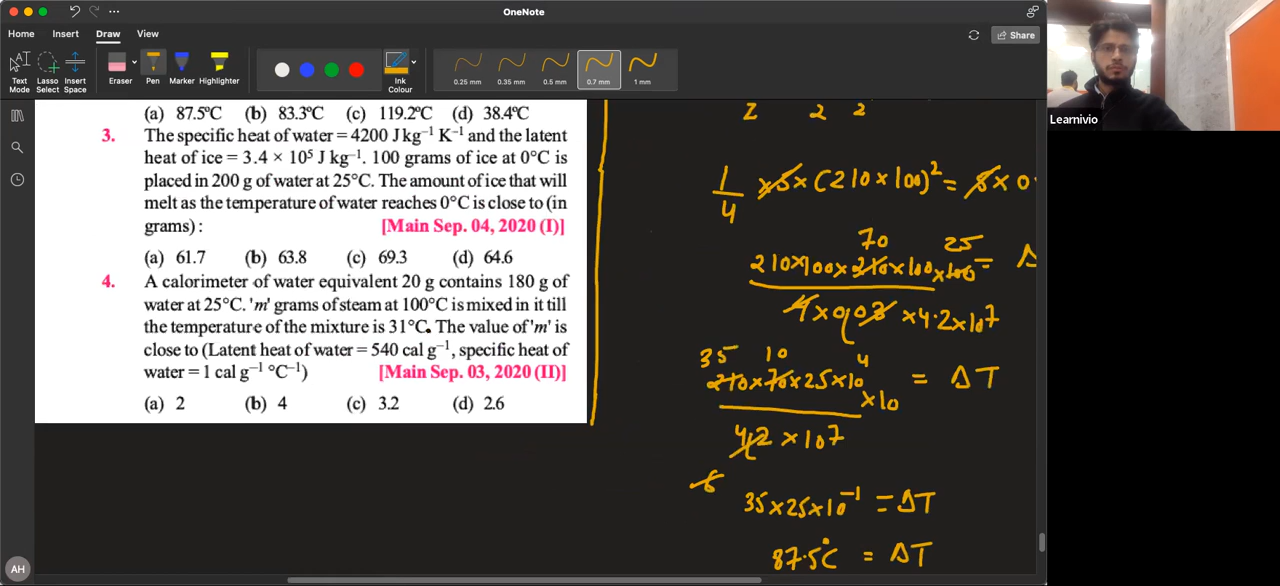 OneNote
Home Insert Draw View
Share
Text Mode
Lasso Select
Insert Space
Eraser
Pen
Marker
Highlighter
Ink Colour
0.25 mm
0.35 mm
0.5 mm
0.7 mm
1 mm
Learnivio
(a) 87.5°C (b) 83.3°C (c) 119.2°C (d) 38.4°C
3. The specific heat of water = 4200 J kg⁻¹ K⁻¹ and the latent
heat of ice = 3.4 × 10⁵ J kg⁻¹. 100 grams of ice at 0°C is
placed in 200 g of water at 25°C. The amount of ice that will
melt as the temperature of water reaches 0°C is close to (in
grams) : [Main Sep. 04, 2020 (I)]
(a) 61.7 (b) 63.8 (c) 69.3 (d) 64.6
4. A calorimeter of water equivalent 20 g contains 180 g of
water at 25°C. 'm' grams of steam at 100°C is mixed in it till
the temperature of the mixture is 31°C. The value of 'm' is
close to (Latent heat of water = 540 cal g⁻¹, specific heat of
water = 1 cal g⁻¹ °C⁻¹) [Main Sep. 03, 2020 (II)]
(a) 2 (b) 4 (c) 3.2 (d) 2.6
2 2 2
1/4 × 5 × (210×100)² = 5 × 0
70 25
210×100×210×100×100 =
4× ×4.2×10⁷
35 10 4
210×70×25×10 ×10 = ΔT
4.2 × 10⁷
35×25×10⁻¹ = ΔT
87.5°C = ΔT
AH